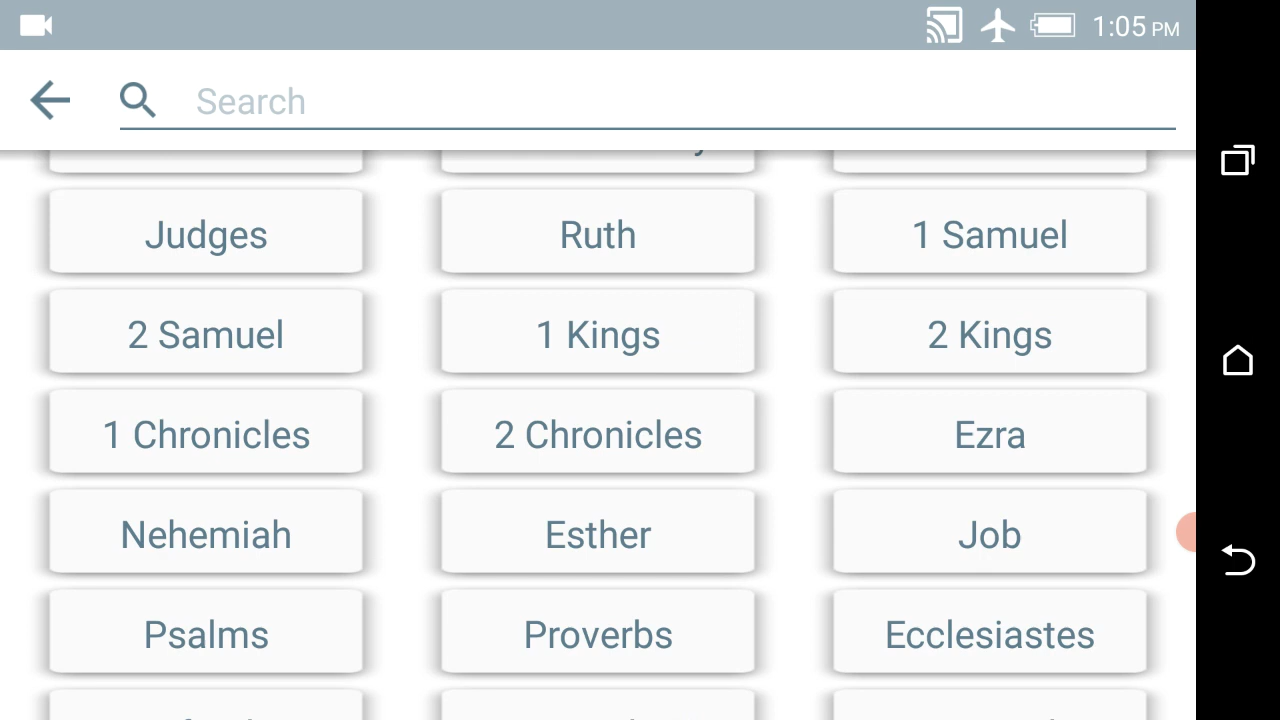 1:05 PM
Search
Judges
Ruth
1 Samuel
2 Samuel
1 Kings
2 Kings
1 Chronicles
2 Chronicles
Ezra
Nehemiah
Esther
Job
Psalms
Proverbs
Ecclesiastes